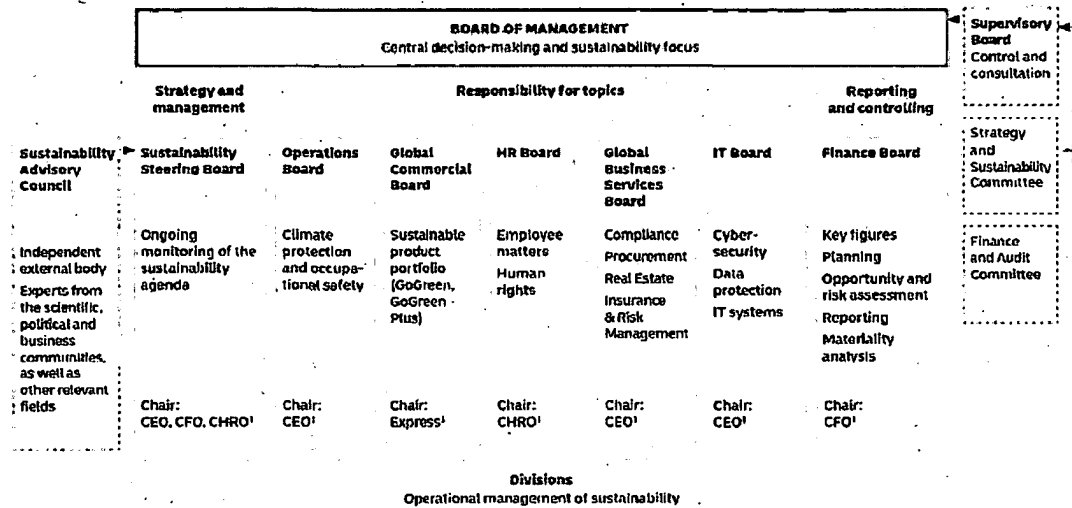 BOARD OF MANAGEMENT
Central decision-making and sustainability focus
Supervisory
Board
Control and
consultation
Strategy
and
Sustainability
Committee
Finance
and Audit
Committee
Strategy and
management
Responsibility for topics
Reporting
and controlling
Sustainability
Advisory
Council
Independent
external body
Experts from
the scientific,
political and
business
communities,
as well as
other relevant
fields
Sustainability
Steering Board
Ongoing
monitoring of the
sustainability
agenda
Chair:
CEO, CFO, CHRO¹
Operations
Board
Climate
protection
and occupa-
tional safety
Chair:
CEO¹
Global
Commercial
Board
Sustainable
product
portfolio
(GoGreen,
GoGreen
Plus)
Chair:
Express¹
HR Board
Employee
matters
Human
rights
Chair:
CHRO¹
Global
Business
Services
Board
Compliance
Procurement
Real Estate
Insurance
& Risk
Management
Chair:
CEO¹
IT Board
Cyber-
security
Data
protection
IT systems
Chair:
CEO¹
Finance Board
Key figures
Planning
Opportunity and
risk assessment
Reporting
Materiality
analysis
Chair:
CFO¹
Divisions
Operational management of sustainability